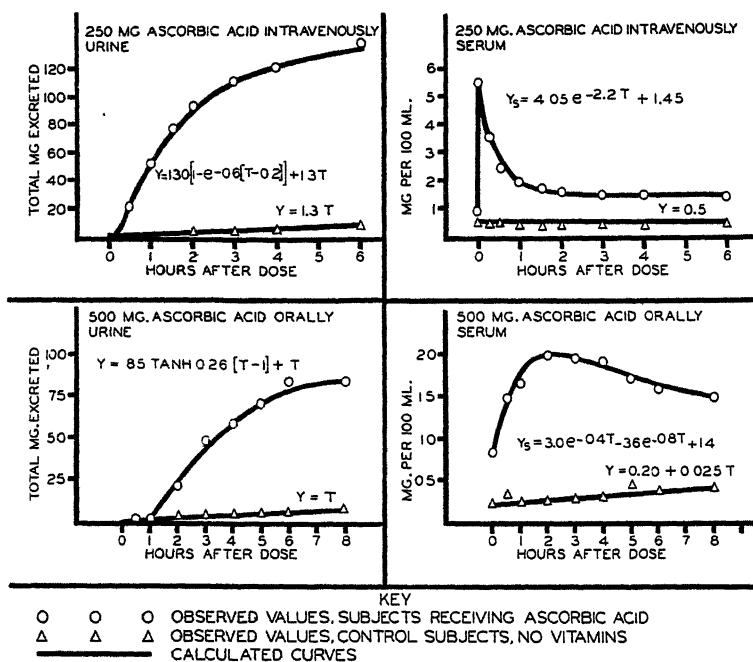 250 MG ASCORBIC ACID INTRAVENOUSLY
URINE
TOTAL MG EXCRETED
120
100
80
60
40
20
Y=130[1-e-0.6[T-0.2]]+1.3T
Y = 1.3 T
0 1 2 3 4 5 6
HOURS AFTER DOSE
250 MG. ASCORBIC ACID INTRAVENOUSLY
SERUM
MG PER 100 ML.
6
5
4
3
2
1
Ys = 4 05 e-2.2 T + 1.45
Y = 0.5
0 1 2 3 4 5 6
HOURS AFTER DOSE
500 MG. ASCORBIC ACID ORALLY
URINE
TOTAL MG. EXCRETED
100
75
50
25
Y = 85 TANH 0.26 [T-1] + T
Y = T
0 1 2 3 4 5 6 7 8
HOURS AFTER DOSE
500 MG. ASCORBIC ACID ORALLY
SERUM
MG. PER 100 ML.
2.0
1.5
1.0
0.5
Ys = 3.0e-0.4T-3.6e-0.8T+1.4
Y = 0.20 + 0.025 T
0 1 2 3 4 5 6 7 8
HOURS AFTER DOSE
KEY
OBSERVED VALUES, SUBJECTS RECEIVING ASCORBIC ACID
OBSERVED VALUES, CONTROL SUBJECTS, NO VITAMINS
CALCULATED CURVES